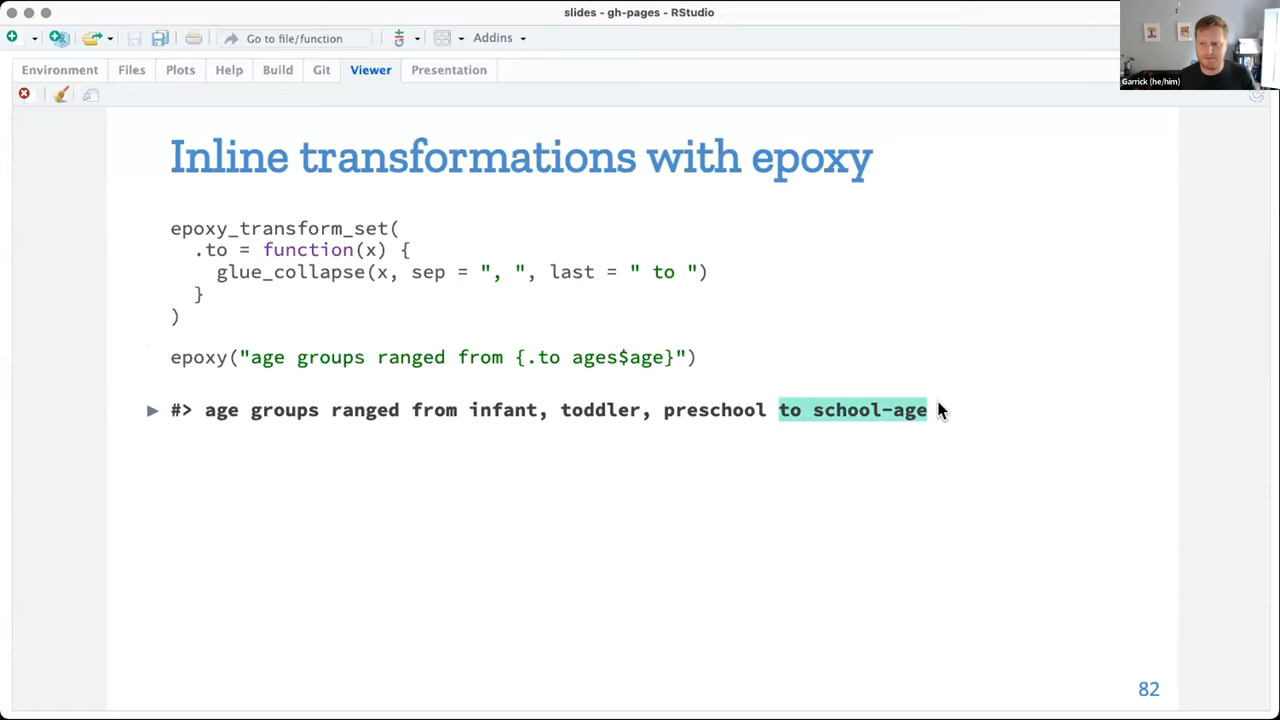 slides - gh-pages - RStudio
Go to file/function
Addins
Garrick (he/him)
Environment Files Plots Help Build Git Viewer Presentation
Inline transformations with epoxy
epoxy_transform_set(
.to = function(x) {
glue_collapse(x, sep = ", ", last = " to ")
}
)
epoxy("age groups ranged from {.to ages$age}")
#> age groups ranged from infant, toddler, preschool to school-age
82